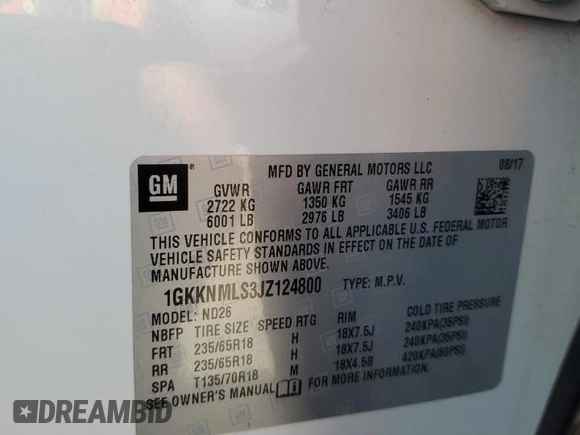 GM
MFD BY GENERAL MOTORS LLC 08/17
GVWR GAWR FRT GAWR RR
2722 KG 1350 KG 1545 KG
6001 LB 2976 LB 3406 LB
THIS VEHICLE CONFORMS TO ALL APPLICABLE U.S. FEDERAL MOTOR
VEHICLE SAFETY STANDARDS IN EFFECT ON THE DATE OF
MANUFACTURE SHOWN ABOVE.
1GKKNMLS3JZ124800 TYPE: M.P.V.
MODEL: ND26
NBFP TIRE SIZE SPEED RTG RIM COLD TIRE PRESSURE
FRT 235/65R18 H 18X7.5J 240KPA(35PSI)
RR 235/65R18 H 18X7.5J 240KPA(35PSI)
SPA T135/70R18 M 18X4.5B 420KPA(60PSI)
SEE OWNER'S MANUAL FOR MORE INFORMATION.
DREAMBID